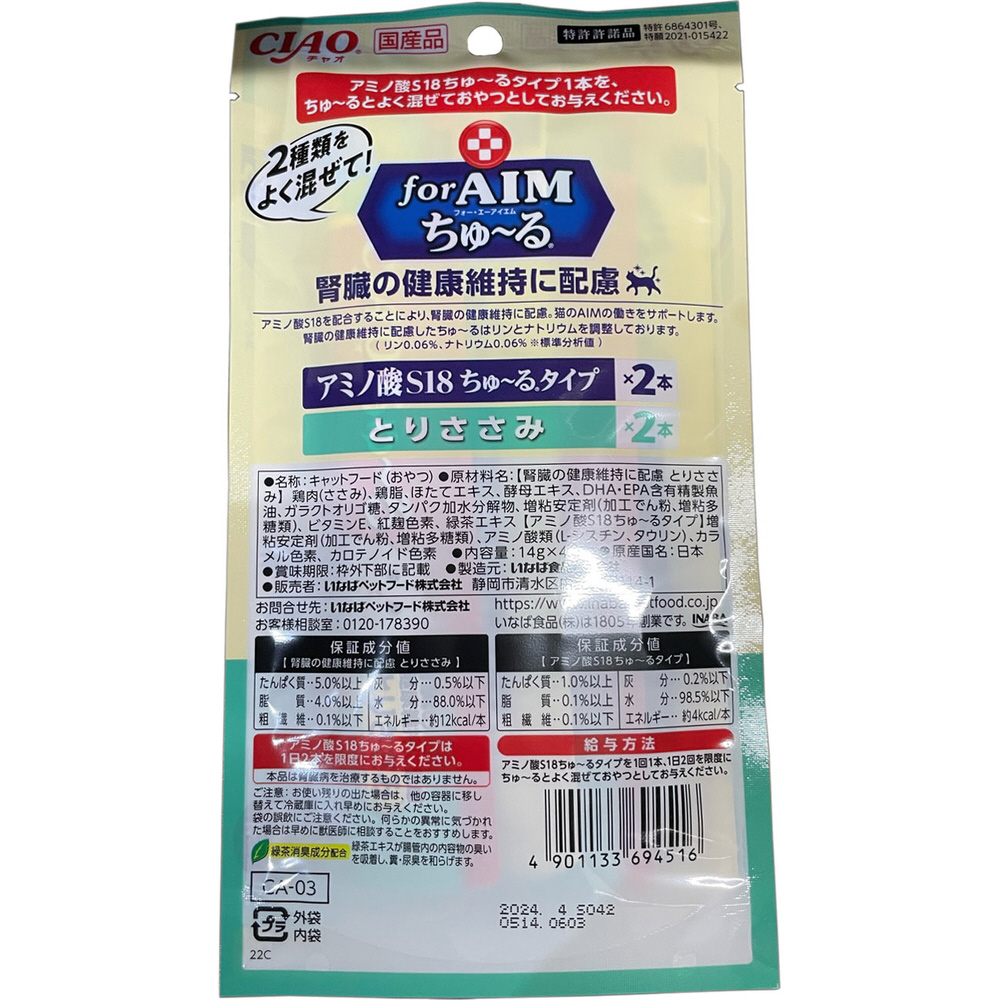 CIAO
チャオ
国産品
特許許諾品
特許6864301号、
特願2021-015422
アミノ酸S18ちゅ〜るタイプ1本を、
ちゅ〜るとよく混ぜておやつとしてお与えください。
2種類を
よく混ぜて!
for AIM
フォー・エーアイエム
ちゅ〜る®
腎臓の健康維持に配慮
アミノ酸S18を配合することにより、腎臓の健康維持に配慮。猫のAIMの働きをサポートします。
腎臓の健康維持に配慮したちゅ〜るはリンとナトリウムを調整しております。
(リン0.06%、ナトリウム0.06% ※標準分析値)
アミノ酸S18 ちゅ〜る®タイプ ×2本
とりささみ ×2本
●名称:キャットフード(おやつ) ●原材料名:【腎臓の健康維持に配慮 とりささ
み】鶏肉(ささみ)、鶏脂、ほたてエキス、酵母エキス、DHA・EPA含有精製魚
油、ガラクトオリゴ糖、タンパク加水分解物、増粘安定剤(加工でん粉、増粘多
糖類)、ビタミンE、紅麹色素、緑茶エキス【アミノ酸S18ちゅ〜るタイプ】増
粘安定剤(加工でん粉、増粘多糖類)、アミノ酸類(L-シスチン、タウリン)、カラ
メル色素、カロテノイド色素 ●内容量:14g×4 ●原産国名:日本
●賞味期限:枠外下部に記載 ●製造元:いなば食
●販売者:いなばペットフード株式会社 静岡市清水区 14-1
お問合せ先:いなばペットフード株式会社 https://w inaba tfood.co.jp
お客様相談室:0120-178390 いなば食品(株)は1805年創業です。 INABA
保証成分値
【腎臓の健康維持に配慮 とりささみ】
たんぱく質…5.0%以上 灰 分…0.5%以下
脂 質…4.0%以上 水 分…88.0%以下
粗 繊 維…0.1%以下 エネルギー…約12kcal/本
保証成分値
【アミノ酸S18ちゅ〜るタイプ】
たんぱく質…1.0%以上 灰 分…0.2%以下
脂 質…0.1%以上 水 分…98.5%以下
粗 繊 維…0.1%以下 エネルギー…約4kcal/本
アミノ酸S18ちゅ〜るタイプは
1日2本を限度にお与えください。
本品は腎臓病を治療するものではありません。
ご注意:お使い残りの出た場合は、他の容器に移し
替えて冷蔵庫に入れ早めにお与えください。
袋の誤飲にご注意ください。何らかの異常に気づかれ
た場合は早めに獣医師に相談することをおすすめします。
緑茶消臭成分配合
緑茶エキスが腸管内の内容物の臭い
を吸着し、糞・尿臭を和らげます。
給与方法
アミノ酸S18ちゅ〜るタイプを1回1本、1日2回を限度に
ちゅ〜るとよく混ぜておやつとしてお与えください。
4 901133 694516
CA-03
プラ
外袋
内袋
22C
2024. 4 S042
0514.0603